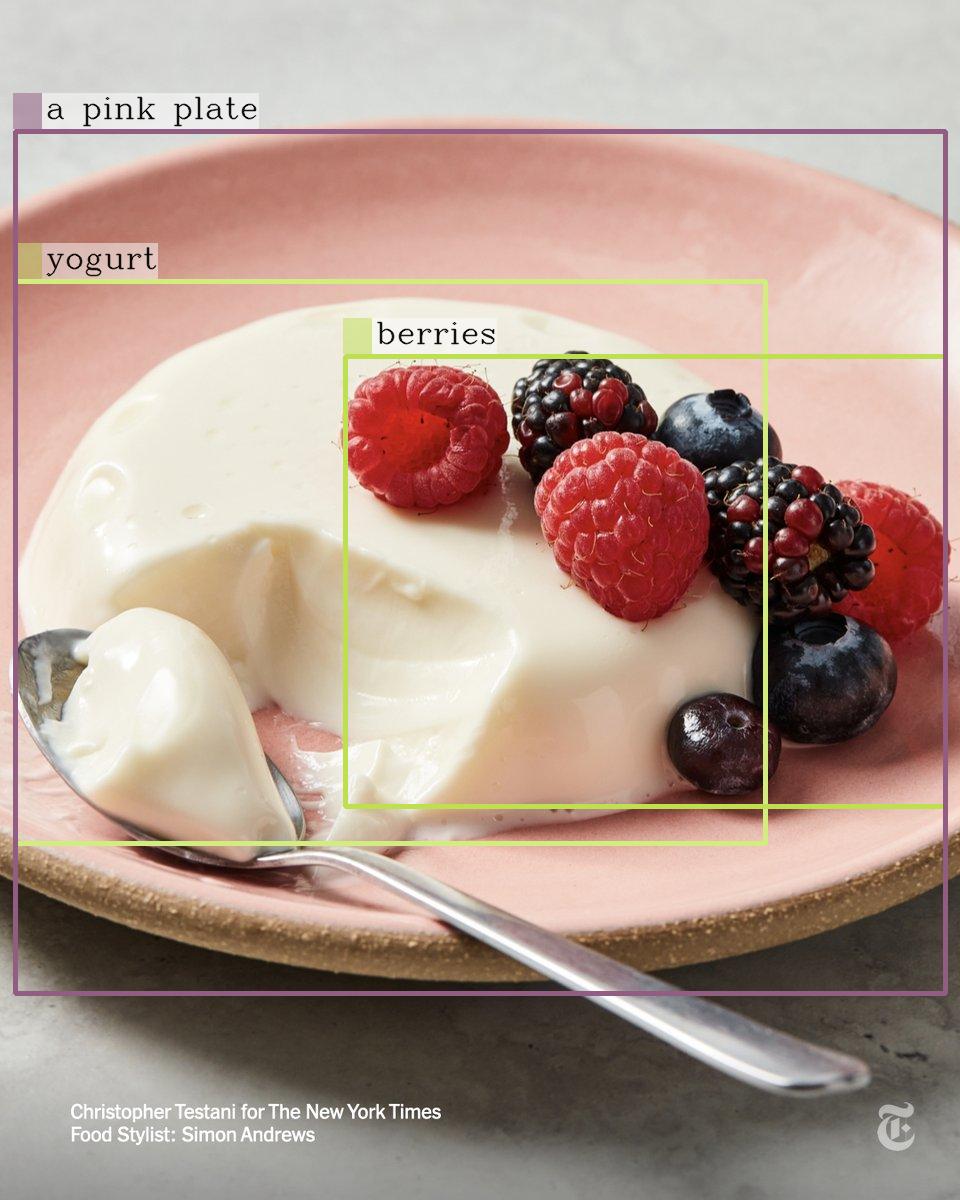 a pink plate
yogurt
berries
Christopher Testani for The New York Times
Food Stylist: Simon Andrews
T